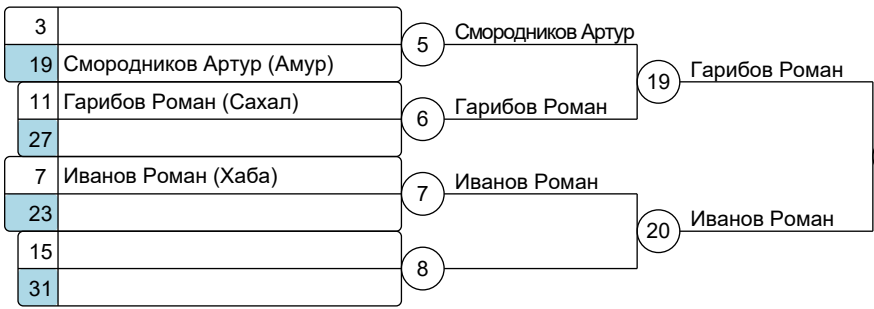 3
5
Смородников Артур
19 Смородников Артур (Амур)
19
Гарибов Роман
11 Гарибов Роман (Сахал)
6
Гарибов Роман
27
7 Иванов Роман (Хаба)
7
Иванов Роман
23
20
Иванов Роман
15
8
31